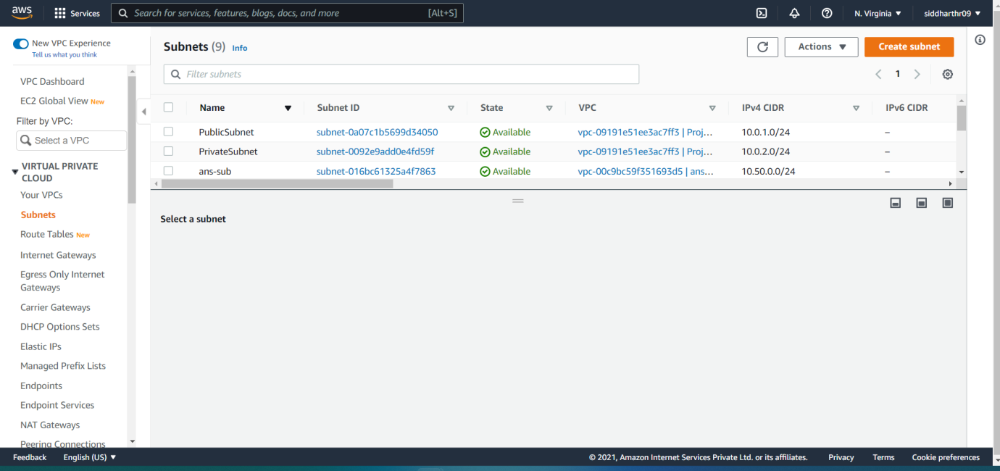 aws
Services
Search for services, features, blogs, docs, and more
[Alt+S]
N. Virginia
siddharthr09
New VPC Experience
Tell us what you think
VPC Dashboard
EC2 Global View New
Filter by VPC:
Select a VPC
VIRTUAL PRIVATE
CLOUD
Your VPCs
Subnets
Route Tables New
Internet Gateways
Egress Only Internet
Gateways
Carrier Gateways
DHCP Options Sets
Elastic IPs
Managed Prefix Lists
Endpoints
Endpoint Services
NAT Gateways
Peering Connections
Subnets (9) Info
Actions
Create subnet
Filter subnets
1
Name Subnet ID State VPC IPv4 CIDR IPv6 CIDR
PublicSubnet subnet-0a07c1b5699d34050 Available vpc-09191e51ee3ac7ff3 | Proj... 10.0.1.0/24 –
PrivateSubnet subnet-0092e9add0e4fd59f Available vpc-09191e51ee3ac7ff3 | Proj... 10.0.2.0/24 –
ans-sub subnet-016bc61325a4f7863 Available vpc-00c9bc59f351693d5 | ans... 10.50.0.0/24 –
Select a subnet
Feedback English (US) © 2021, Amazon Internet Services Private Ltd. or its affiliates. Privacy Terms Cookie preferences